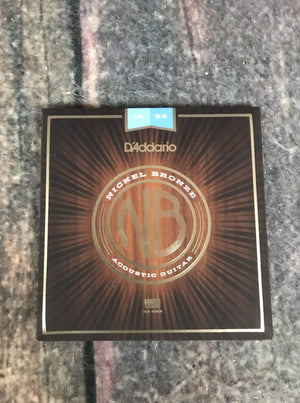 D'Addario
NICKEL BRONZE
NB
ACOUSTIC GUITAR